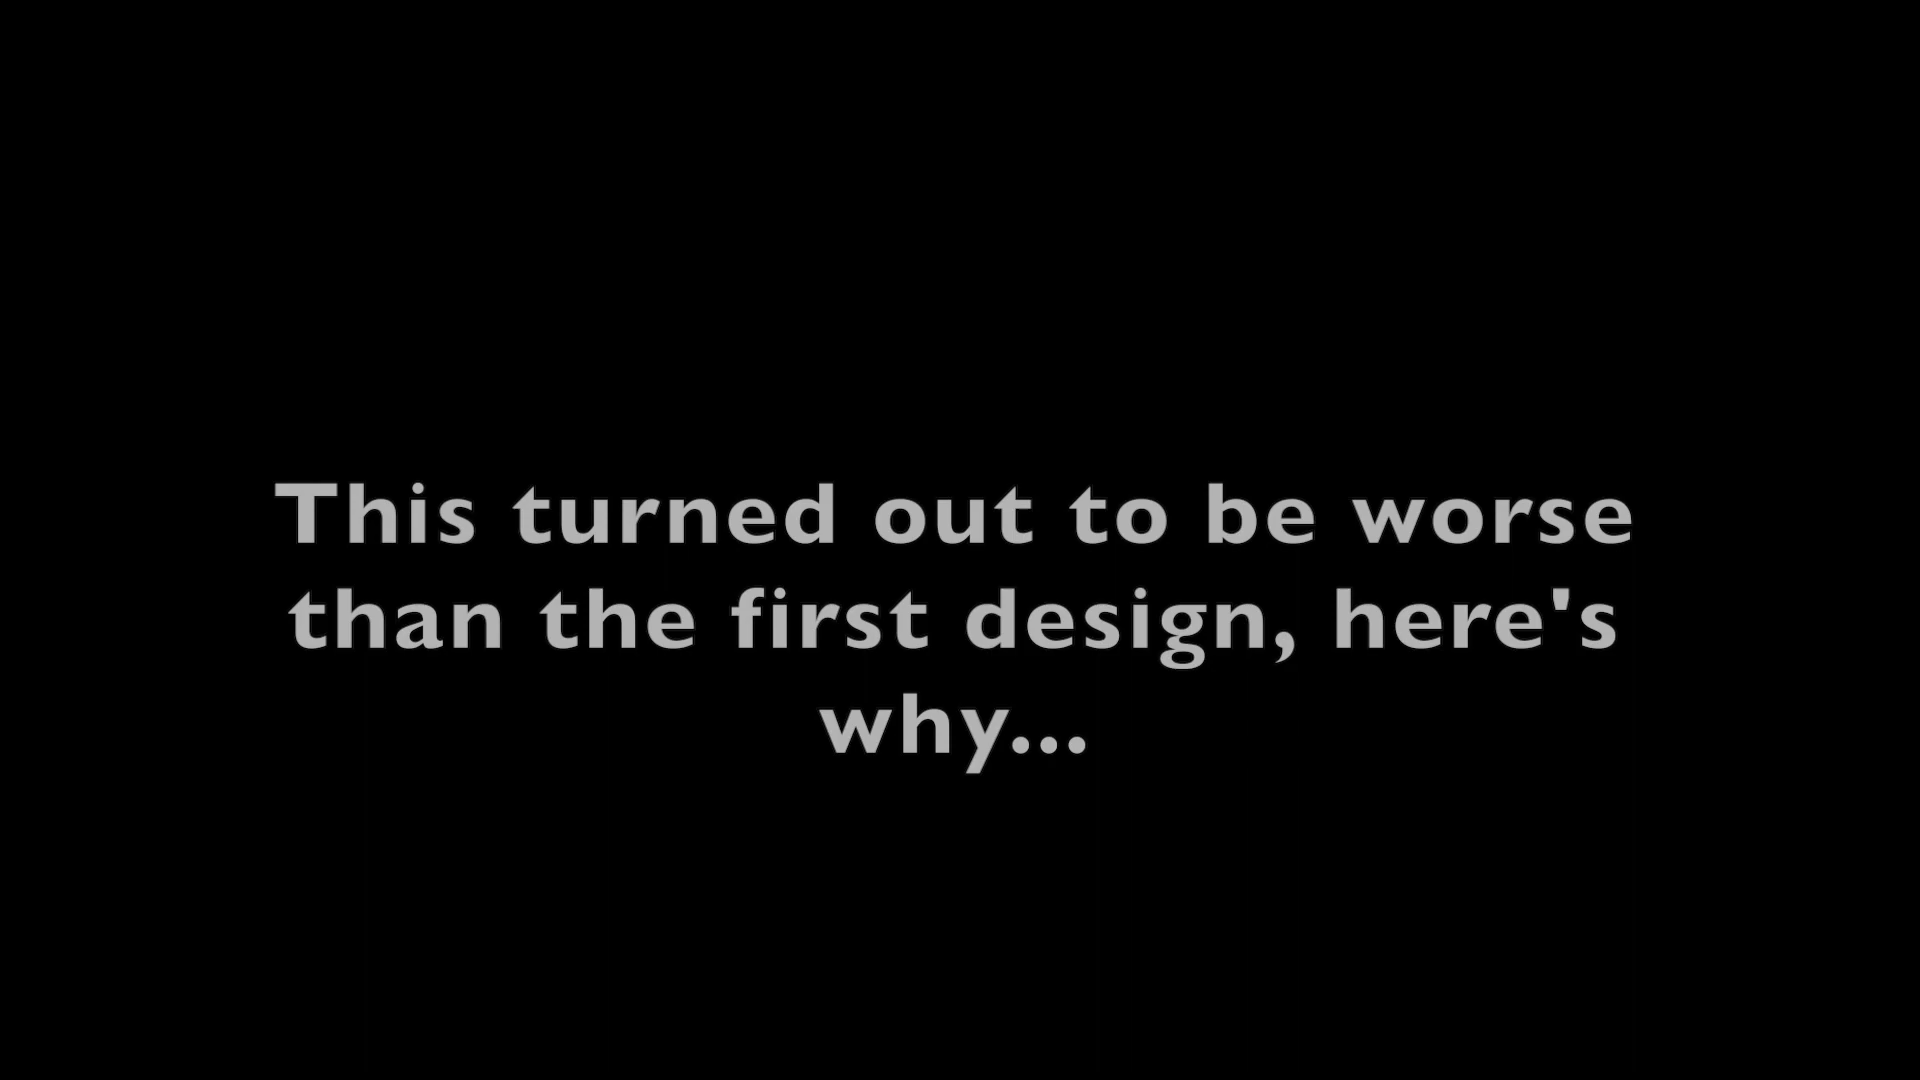 This turned out to be worse
than the first design, here's
why...